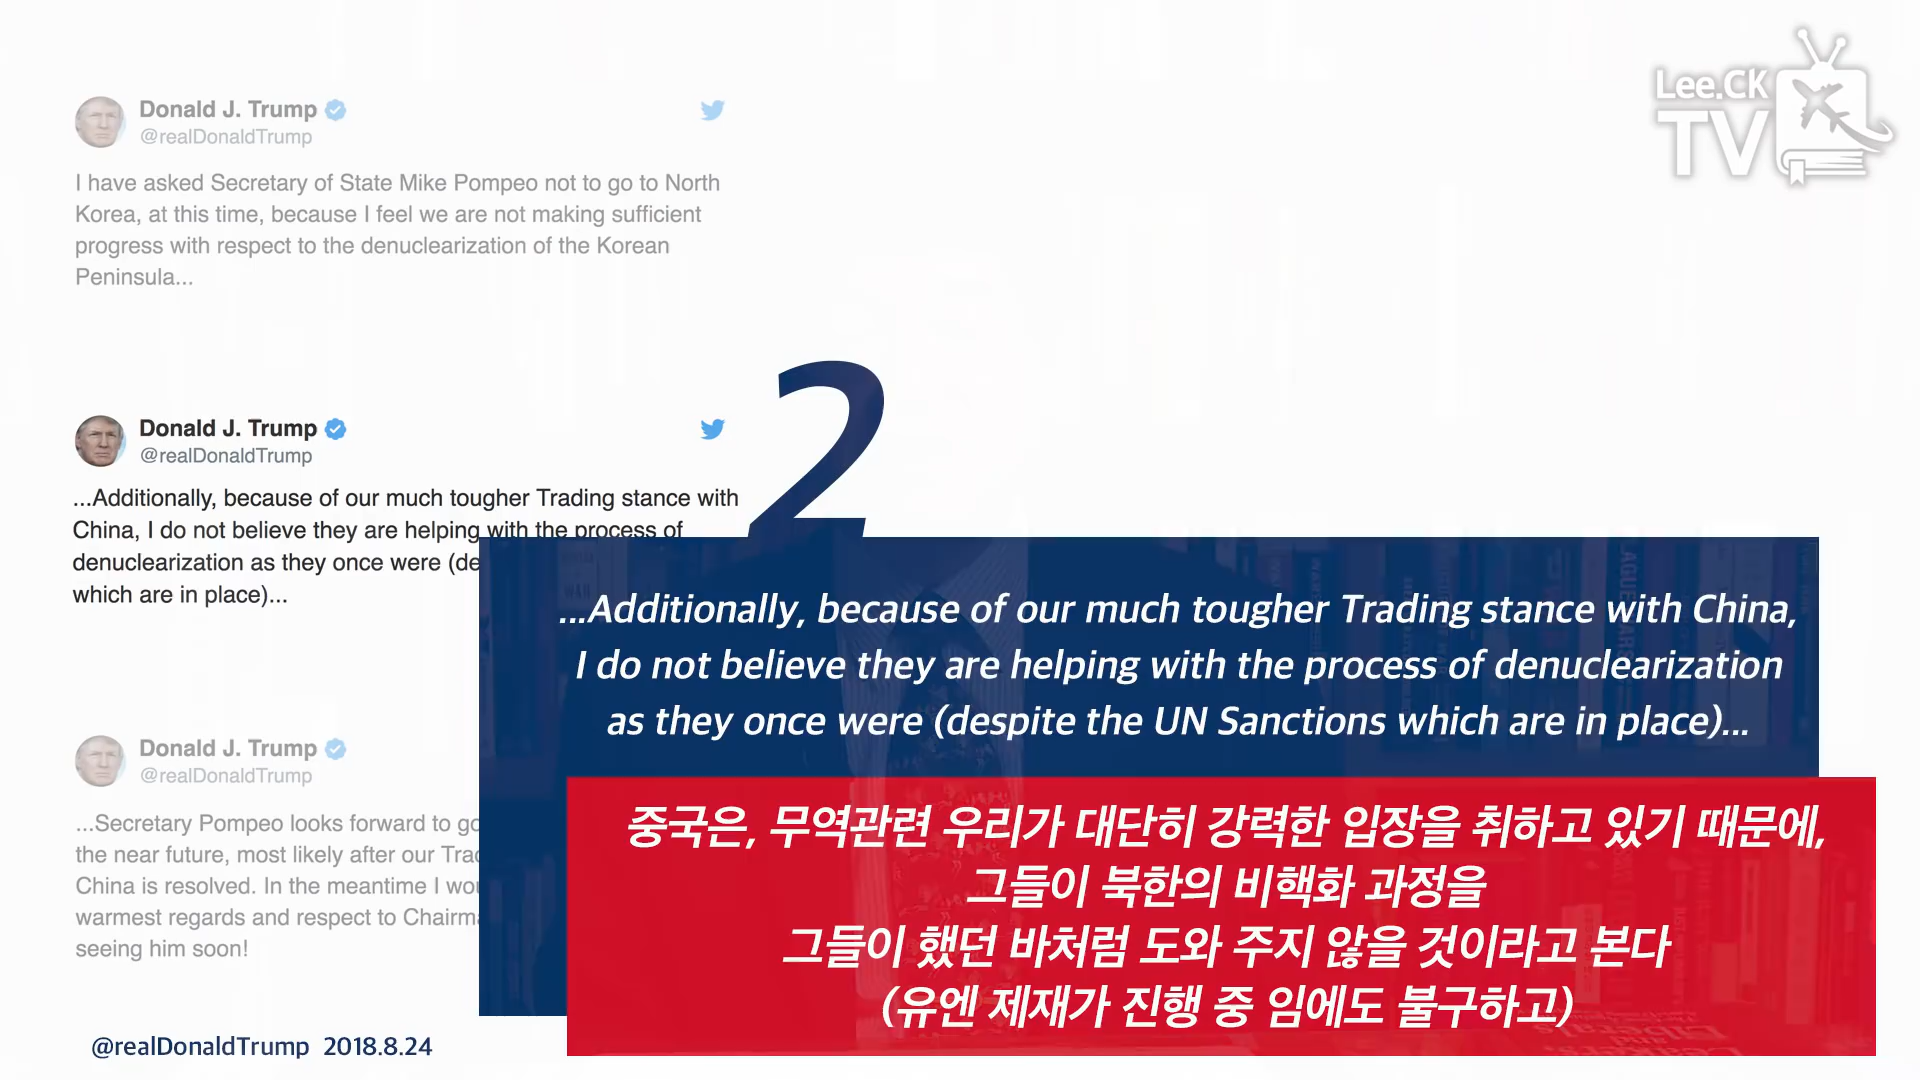 Lee.CK
TV
Donald J. Trump
@realDonaldTrump
I have asked Secretary of State Mike Pompeo not to go to North
Korea, at this time, because I feel we are not making sufficient
progress with respect to the denuclearization of the Korean
Peninsula...
2
Donald J. Trump
@realDonaldTrump
...Additionally, because of our much tougher Trading stance with
China, I do not believe they are helping with the process of
denuclearization as they once were (de
which are in place)...
Donald J. Trump
@realDonaldTrump
...Secretary Pompeo looks forward to go
the near future, most likely after our Trad
China is resolved. In the meantime I wou
warmest regards and respect to Chairma
seeing him soon!
...Additionally, because of our much tougher Trading stance with China,
I do not believe they are helping with the process of denuclearization
as they once were (despite the UN Sanctions which are in place)...
중국은, 무역관련 우리가 대단히 강력한 입장을 취하고 있기 때문에,
그들이 북한의 비핵화 과정을
그들이 했던 바처럼 도와 주지 않을 것이라고 본다
(유엔 제재가 진행 중 임에도 불구하고)
@realDonaldTrump 2018.8.24